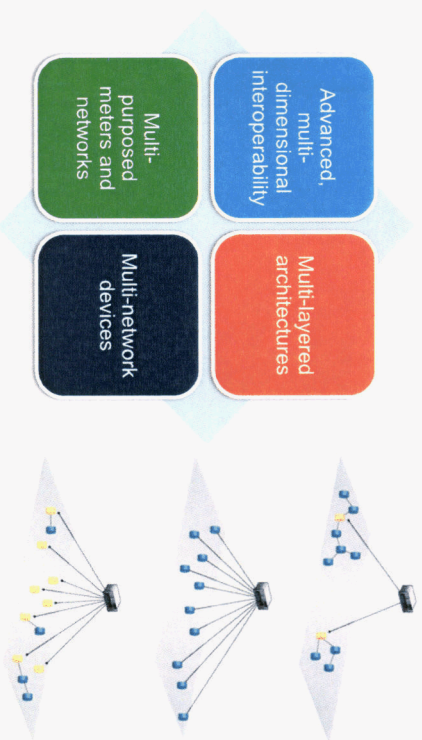 Advanced,
multi-
dimensional
interoperability
Multi-layered
architectures
Multi-
purposed
meters and
networks
Multi-network
devices